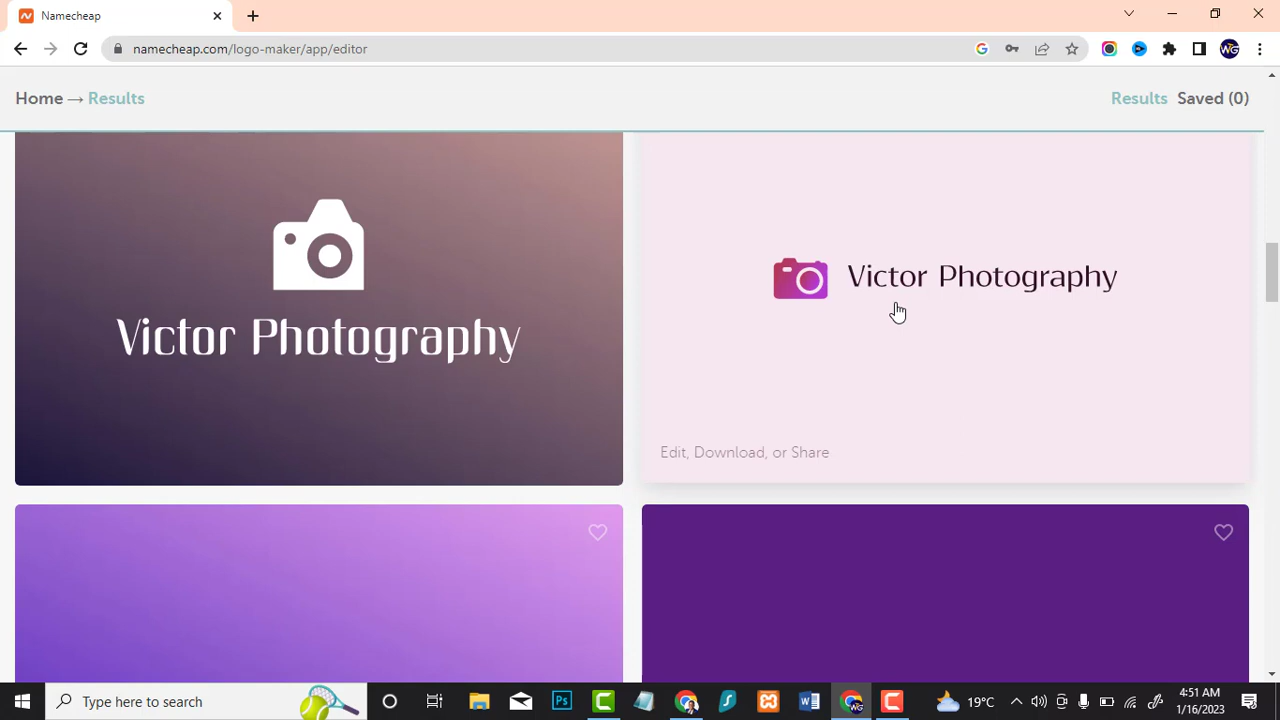 Namecheap
namecheap.com/logo-maker/app/editor
Home → Results
Results Saved (0)
Victor Photography
Victor Photography
Edit, Download, or Share
Type here to search
19°C
4:51 AM
1/16/2023